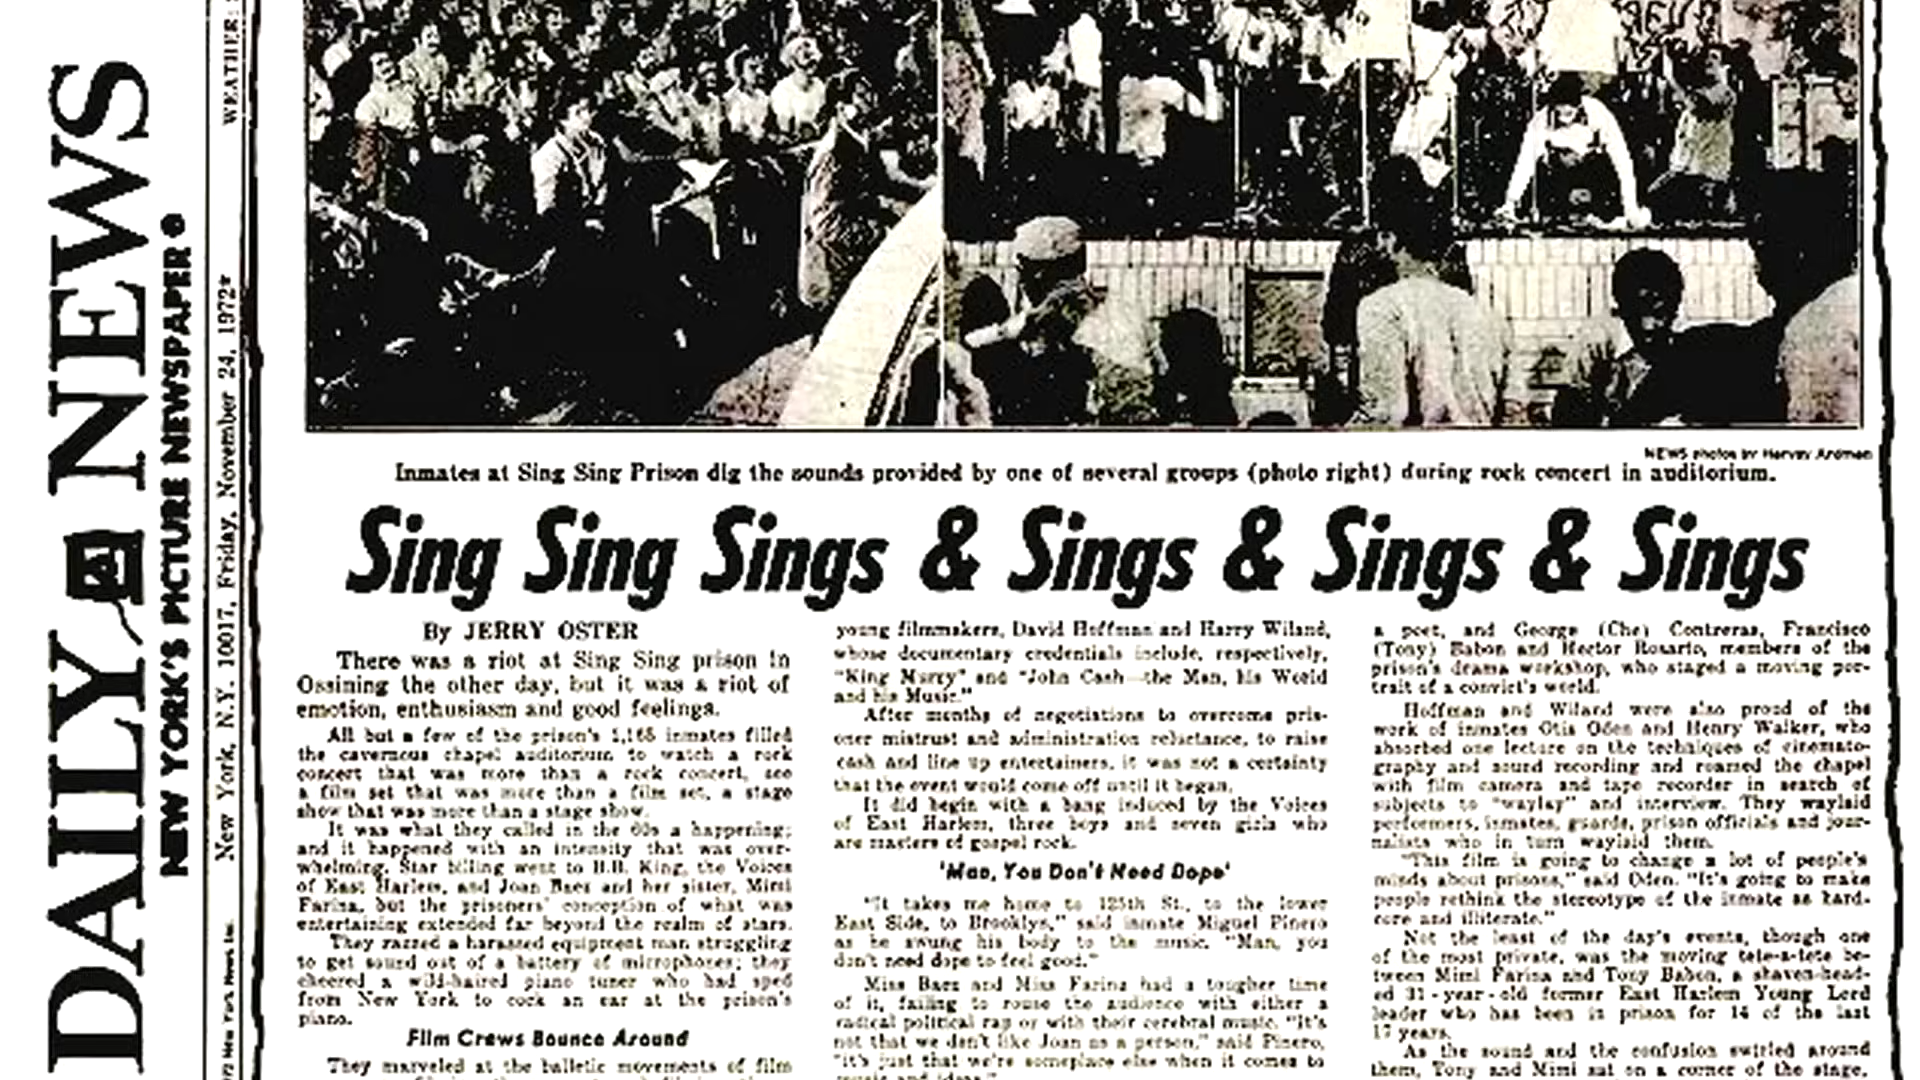 DAILY NEWS
NEW YORK'S PICTURE NEWSPAPER®
New York, N.Y. 10017, Friday, November 24, 1972*
WEATHER:
NEWS photos by Harvey Ardman
Inmates at Sing Sing Prison dig the sounds provided by one of several groups (photo right) during rock concert in auditorium.
Sing Sing Sings & Sings & Sings & Sings
By JERRY OSTER
There was a riot at Sing Sing prison in
Ossining the other day, but it was a riot of
emotion, enthusiasm and good feelings.
All but a few of the prison's 1,165 inmates filled
the cavernous chapel auditorium to watch a rock
concert that was more than a rock concert, see
a film set that was more than a film set, a stage
show that was more than a stage show.
It was what they called in the 60s a happening;
and it happened with an intensity that was over-
whelming. Star billing went to B.B. King, the Voices
of East Harlem, and Joan Baez and her sister, Mimi
Farina, but the prisoners' conception of what was
entertaining extended far beyond the realm of stars.
They razzed a harassed equipment man struggling
to get sound out of a battery of microphones; they
cheered a wild-haired piano tuner who had sped
from New York to cock an ear at the prison's
piano.
Film Crews Bounce Around
They marveled at the balletic movements of film
young filmmakers, David Hoffman and Harry Wiland,
whose documentary credentials include, respectively,
"King Murry" and "John Cash—the Man, his World
and his Music."
After months of negotiations to overcome pris-
oner mistrust and administration reluctance, to raise
cash and line up entertainers, it was not a certainty
that the event would come off until it began.
It did begin with a bang induced by the Voices
of East Harlem, three boys and seven girls who
are masters of gospel rock.
'Man, You Don't Need Dope'
"It takes me home to 125th St., to the lower
East Side, to Brooklyn," said inmate Miguel Pinero
as he swung his body to the music. "Man, you
don't need dope to feel good."
Miss Baez and Miss Farina had a tougher time
of it, failing to rouse the audience with either a
radical political rap or with their cerebral music. "It's
not that we don't like Joan as a person," said Pinero,
"it's just that we're someplace else when it comes to
music and ideas."
a poet, and George (Che) Contreras, Francisco
(Tony) Babon and Hector Rosario, members of the
prison's drama workshop, who staged a moving por-
trait of a convict's world.
Hoffman and Wiland were also proud of the
work of inmates Otis Oden and Henry Walker, who
absorbed one lecture on the techniques of cinemato-
graphy and sound recording and roamed the chapel
with film camera and tape recorder in search of
subjects to "waylay" and interview. They waylaid
performers, inmates, guards, prison officials and jour-
nalists who in turn waylaid them.
"This film is going to change a lot of people's
minds about prisons," said Oden. "It's going to make
people rethink the stereotype of the inmate as hard-
core and illiterate."
Not the least of the day's events, though one
of the most private, was the moving tete-a-tete be-
tween Mimi Farina and Tony Babon, a shaven-head-
ed 31-year-old former East Harlem Young Lord
leader who has been in prison for 14 of the last
17 years.
As the sound and the confusion swirled around
them, Tony and Mimi sat on a corner of the stage,